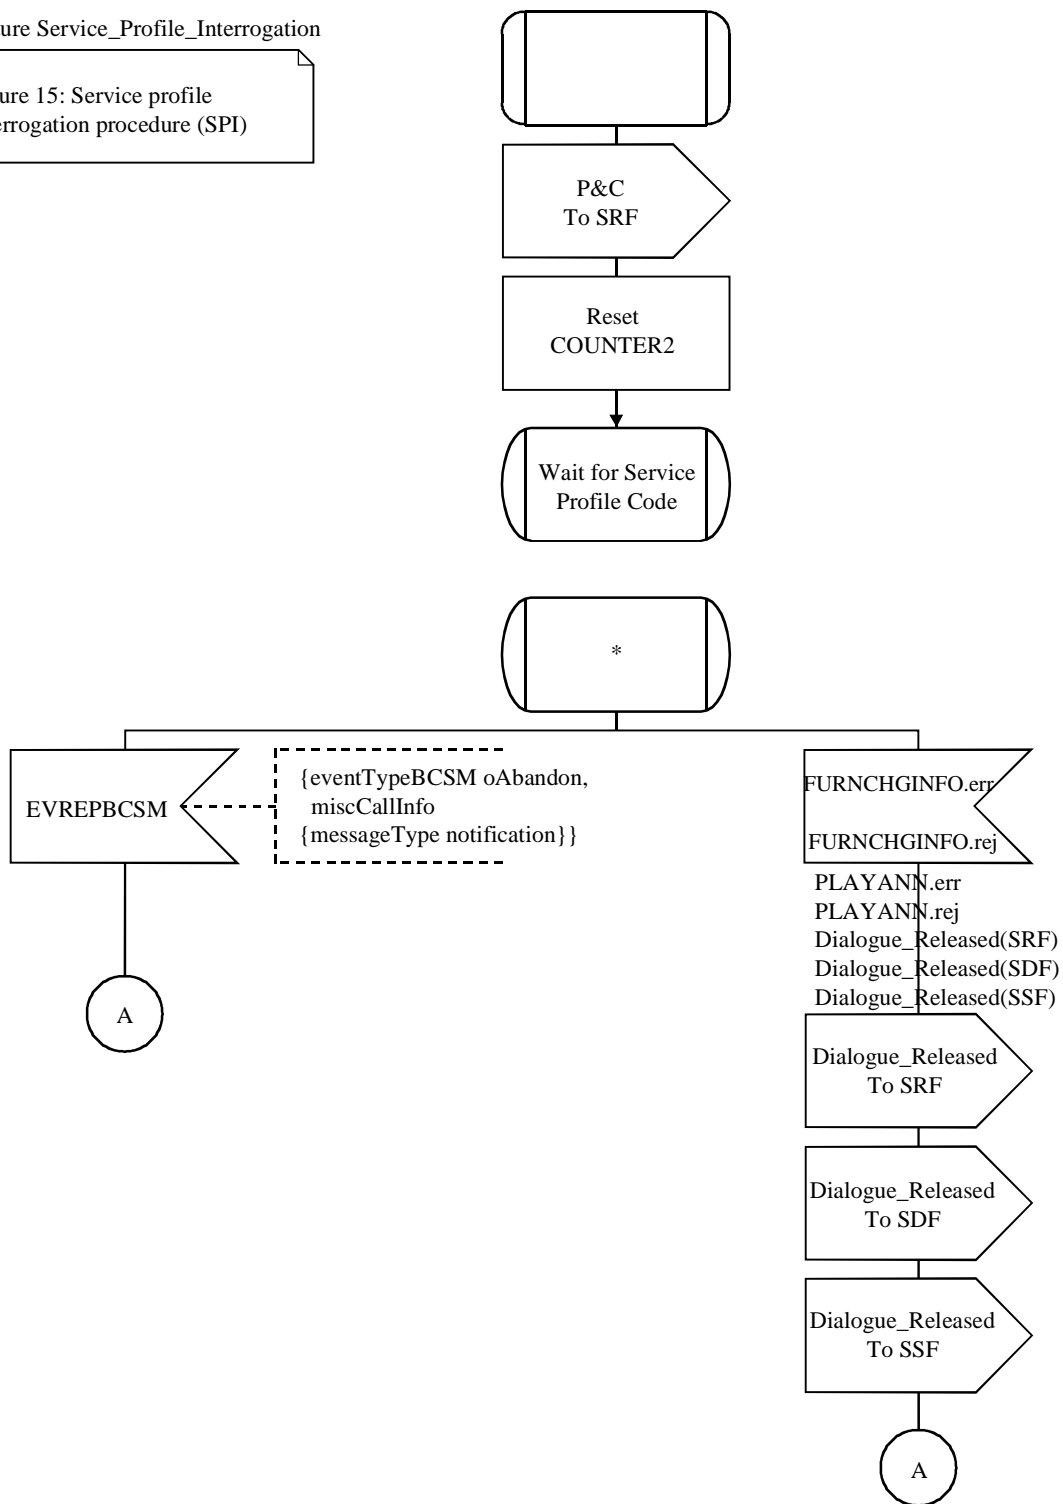 ure Service_Profile_Interrogation
ure 15: Service profile
errogation procedure (SPI)
P&C
To SRF
Reset
COUNTER2
Wait for Service
Profile Code
*
EVREPBCSM
{eventTypeBCSM oAbandon,
miscCallInfo
{messageType notification}}
FURNCHGINFO.err
FURNCHGINFO.rej
PLAYANN.err
PLAYANN.rej
Dialogue_Released(SRF)
Dialogue_Released(SDF)
Dialogue_Released(SSF)
A
Dialogue_Released
To SRF
Dialogue_Released
To SDF
Dialogue_Released
To SSF
A